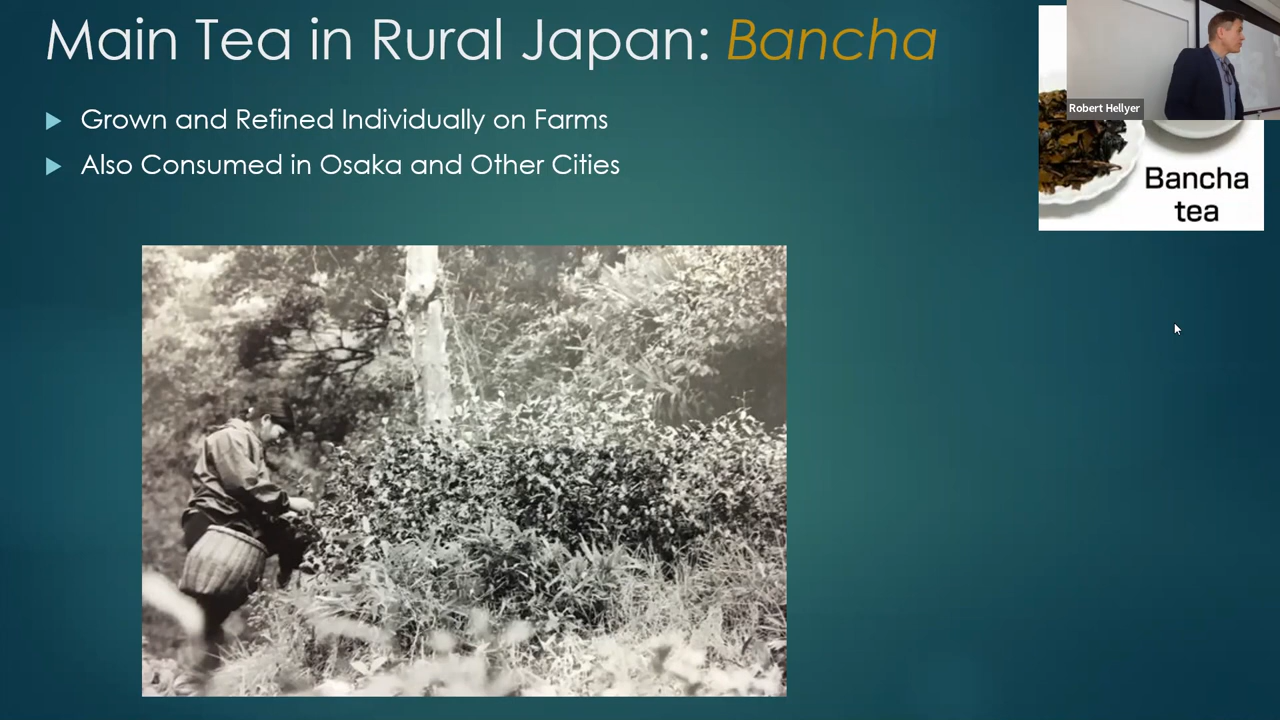 Main Tea in Rural Japan: Bancha
Grown and Refined Individually on Farms
Also Consumed in Osaka and Other Cities
Robert Hellyer
Bancha
tea